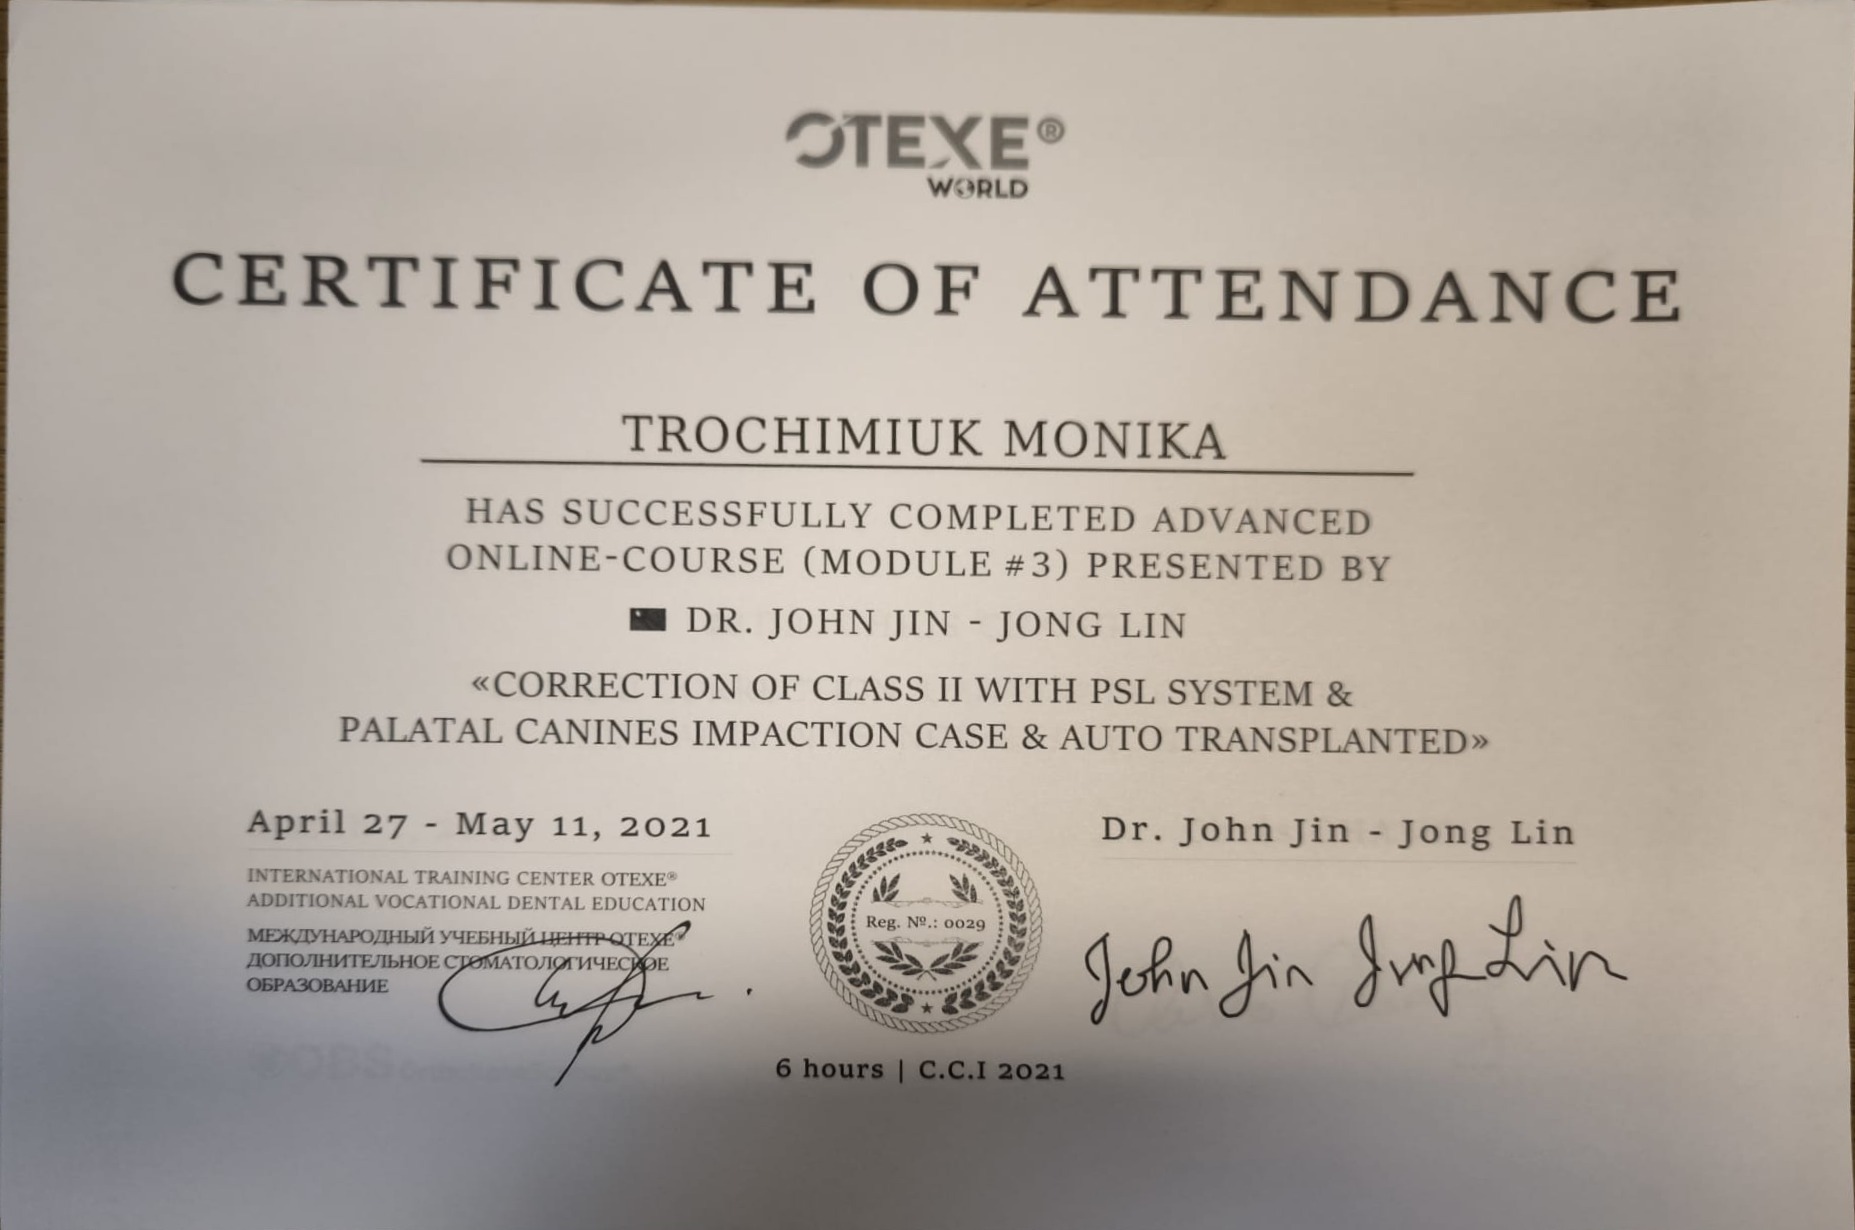 OTEXE®
WORLD
CERTIFICATE OF ATTENDANCE
TROCHIMIUK MONIKA
HAS SUCCESSFULLY COMPLETED ADVANCED
ONLINE-COURSE (MODULE #3) PRESENTED BY
DR. JOHN JIN - JONG LIN
«CORRECTION OF CLASS II WITH PSL SYSTEM &
PALATAL CANINES IMPACTION CASE & AUTO TRANSPLANTED»
April 27 - May 11, 2021
INTERNATIONAL TRAINING CENTER OTEXE®
ADDITIONAL VOCATIONAL DENTAL EDUCATION
МЕЖДУНАРОДНЫЙ УЧЕБНЫЙ ЦЕНТР OTEXE®
ДОПОЛНИТЕЛЬНОЕ СТОМАТОЛОГИЧЕСКОЕ
ОБРАЗОВАНИЕ
Reg. №.: 0029
Dr. John Jin - Jong Lin
John Jin Jong Lin
6 hours | C.C.I 2021